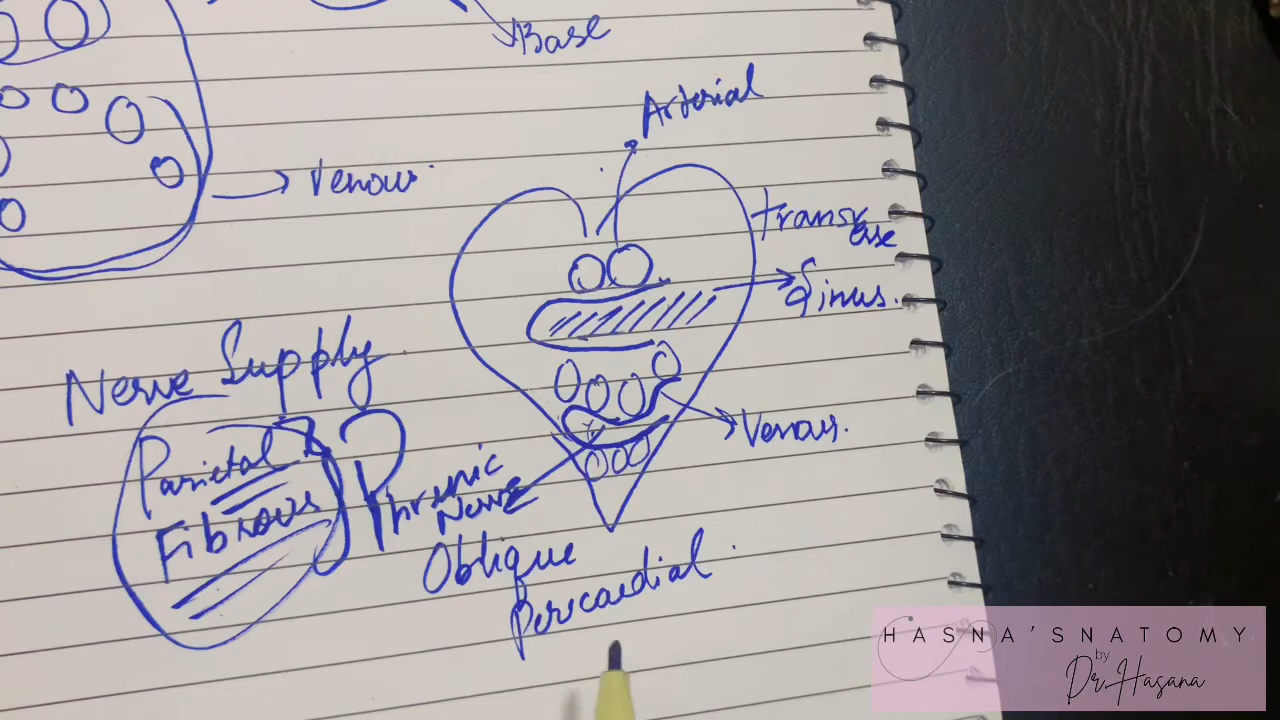 Base
Arterial
Venous
Transverse
Sinus.
Nerve Supply
Parietal
Fibrous
Phrenic
Nerve
Venous.
Oblique
Pericardial
HASNA'SNATOMY
by
Dr.Hasana